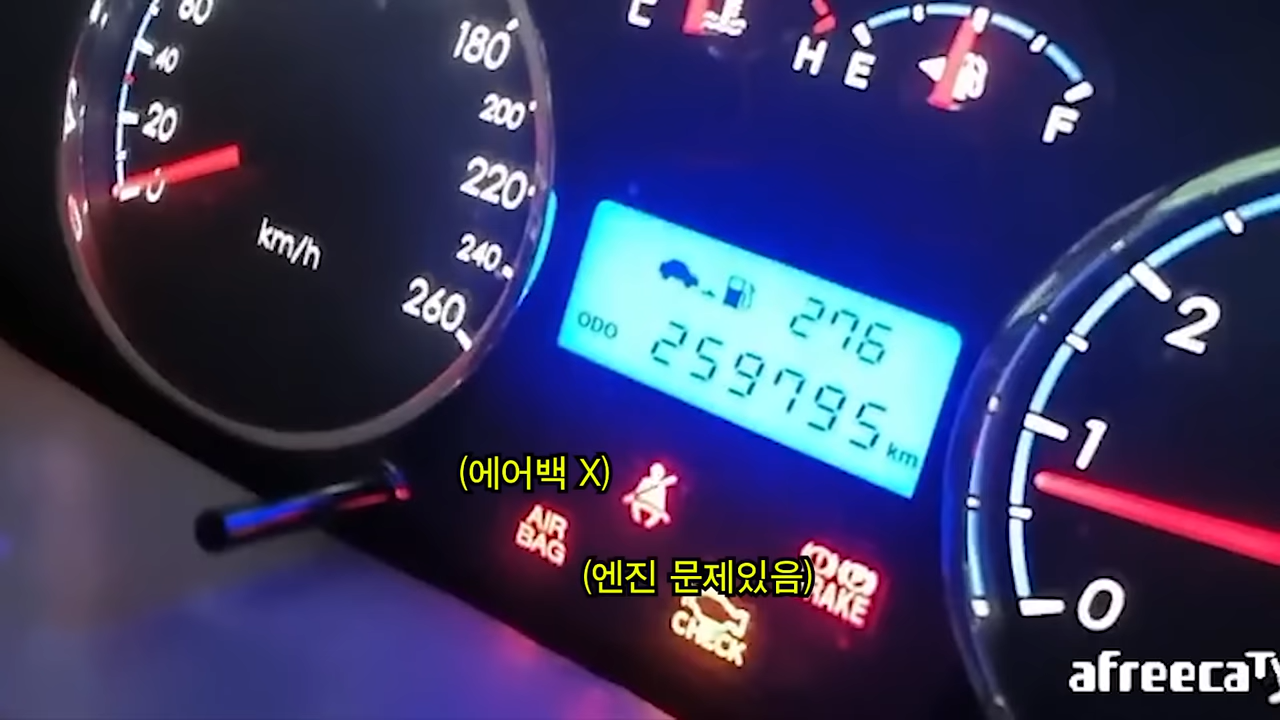 80
40
20
0
km/h
180
200
220
240
260
C
H
E
F
276
ODO 259795 km
(에어백 X)
AIR
BAG
(엔진 문제있음)
BRAKE
CHECK
2
1
0
afreecaTV